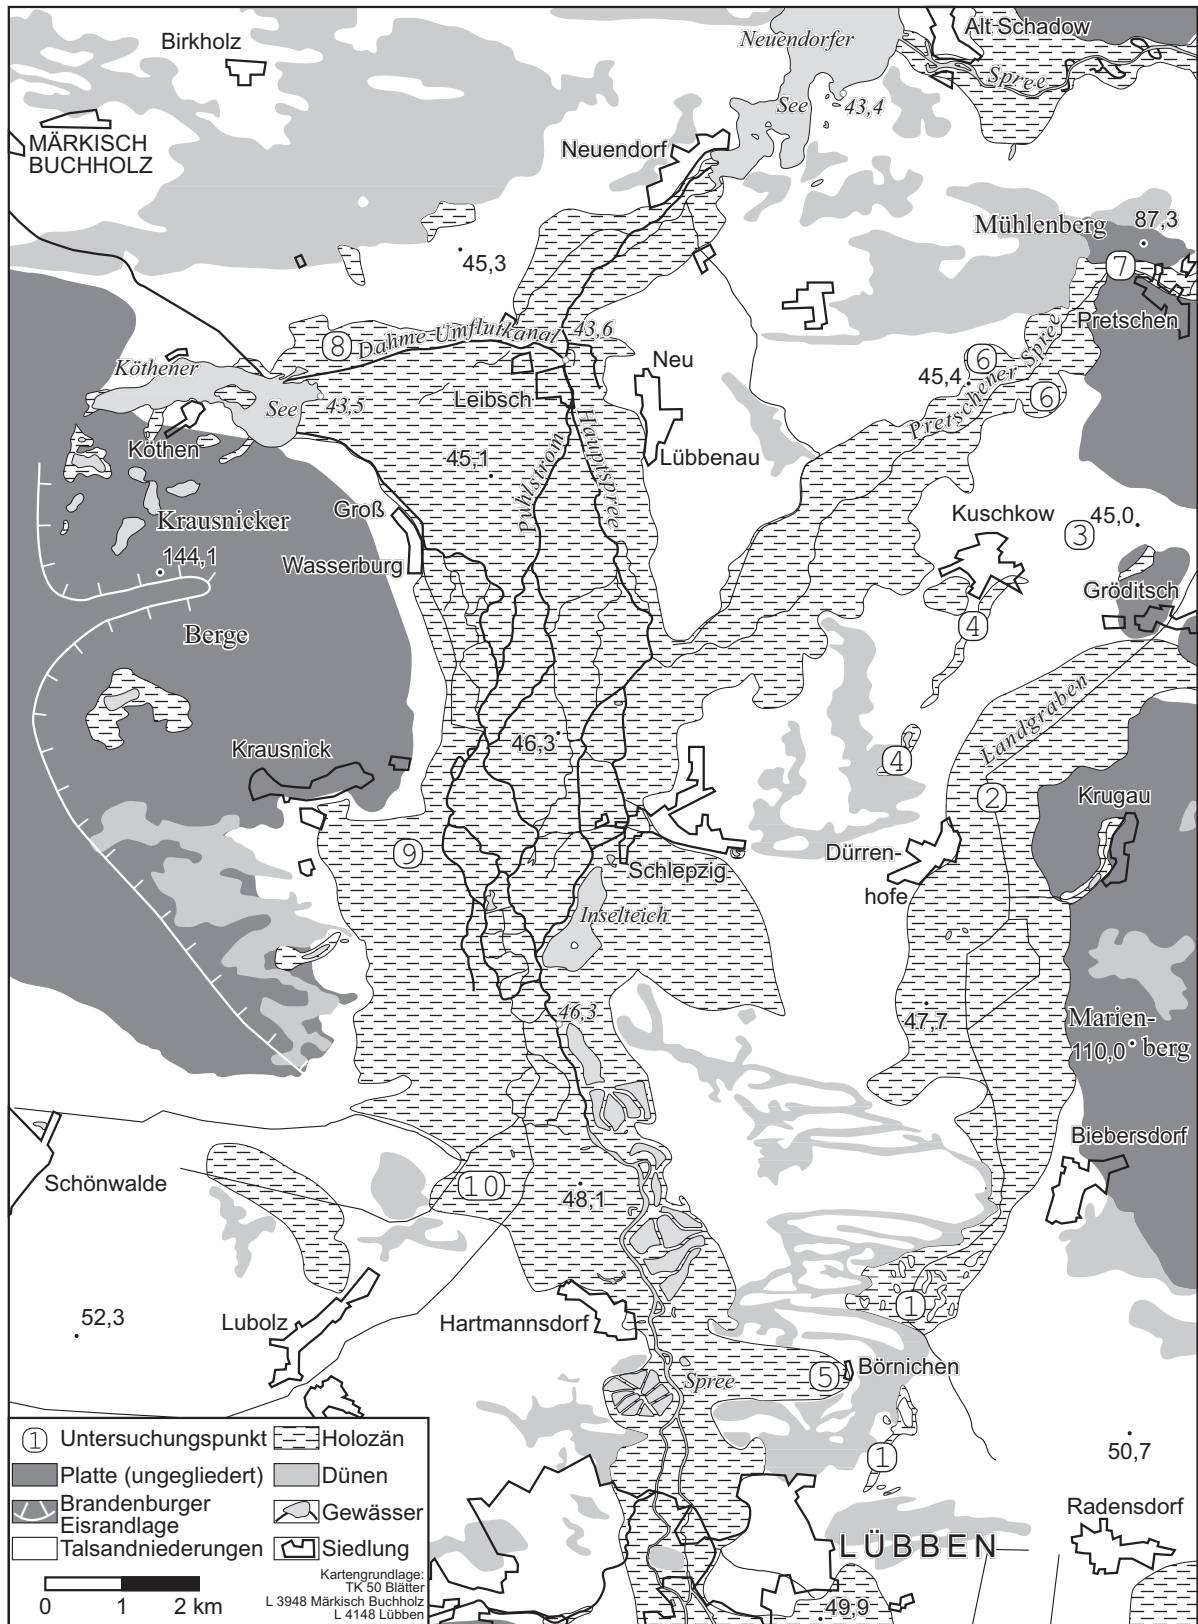 Birkholz
MÄRKISCH
BUCHHOLZ
Neuendorfer
See
43,4
Alt Schadow
Spree
Neuendorf
45,3
Mühlenberg
87,3
7
Pretschen
8
Dahme-Umflutkanal
43,6
Köthener
See
43,5
Köthen
Leibsch
Neu
Lübbenau
45,4
6
6
Pretschener Spree
45,1
Puhlstrom
Hauptspree
Groß
Wasserburg
Krausnicker
144,1
Berge
Kuschkow
3
45,0
Gröditsch
4
4
Landgraben
2
Krausnick
46,3
Krugau
Dürren-
hofe
9
Schlepzig
Inselteich
46,3
47,7
Marien-
110,0
berg
Biebersdorf
Schönwalde
10
48,1
52,3
Lubolz
Hartmannsdorf
1
5
Börnichen
Spree
1
50,7
Radensdorf
LÜBBEN
49,9
1 Untersuchungspunkt
Holozän
Platte (ungegliedert)
Dünen
Brandenburger
Eisrandlage
Gewässer
Talsandniederungen
Siedlung
0 1 2 km
Kartengrundlage:
TK 50 Blätter
L 3948 Märkisch Buchholz
L 4148 Lübben